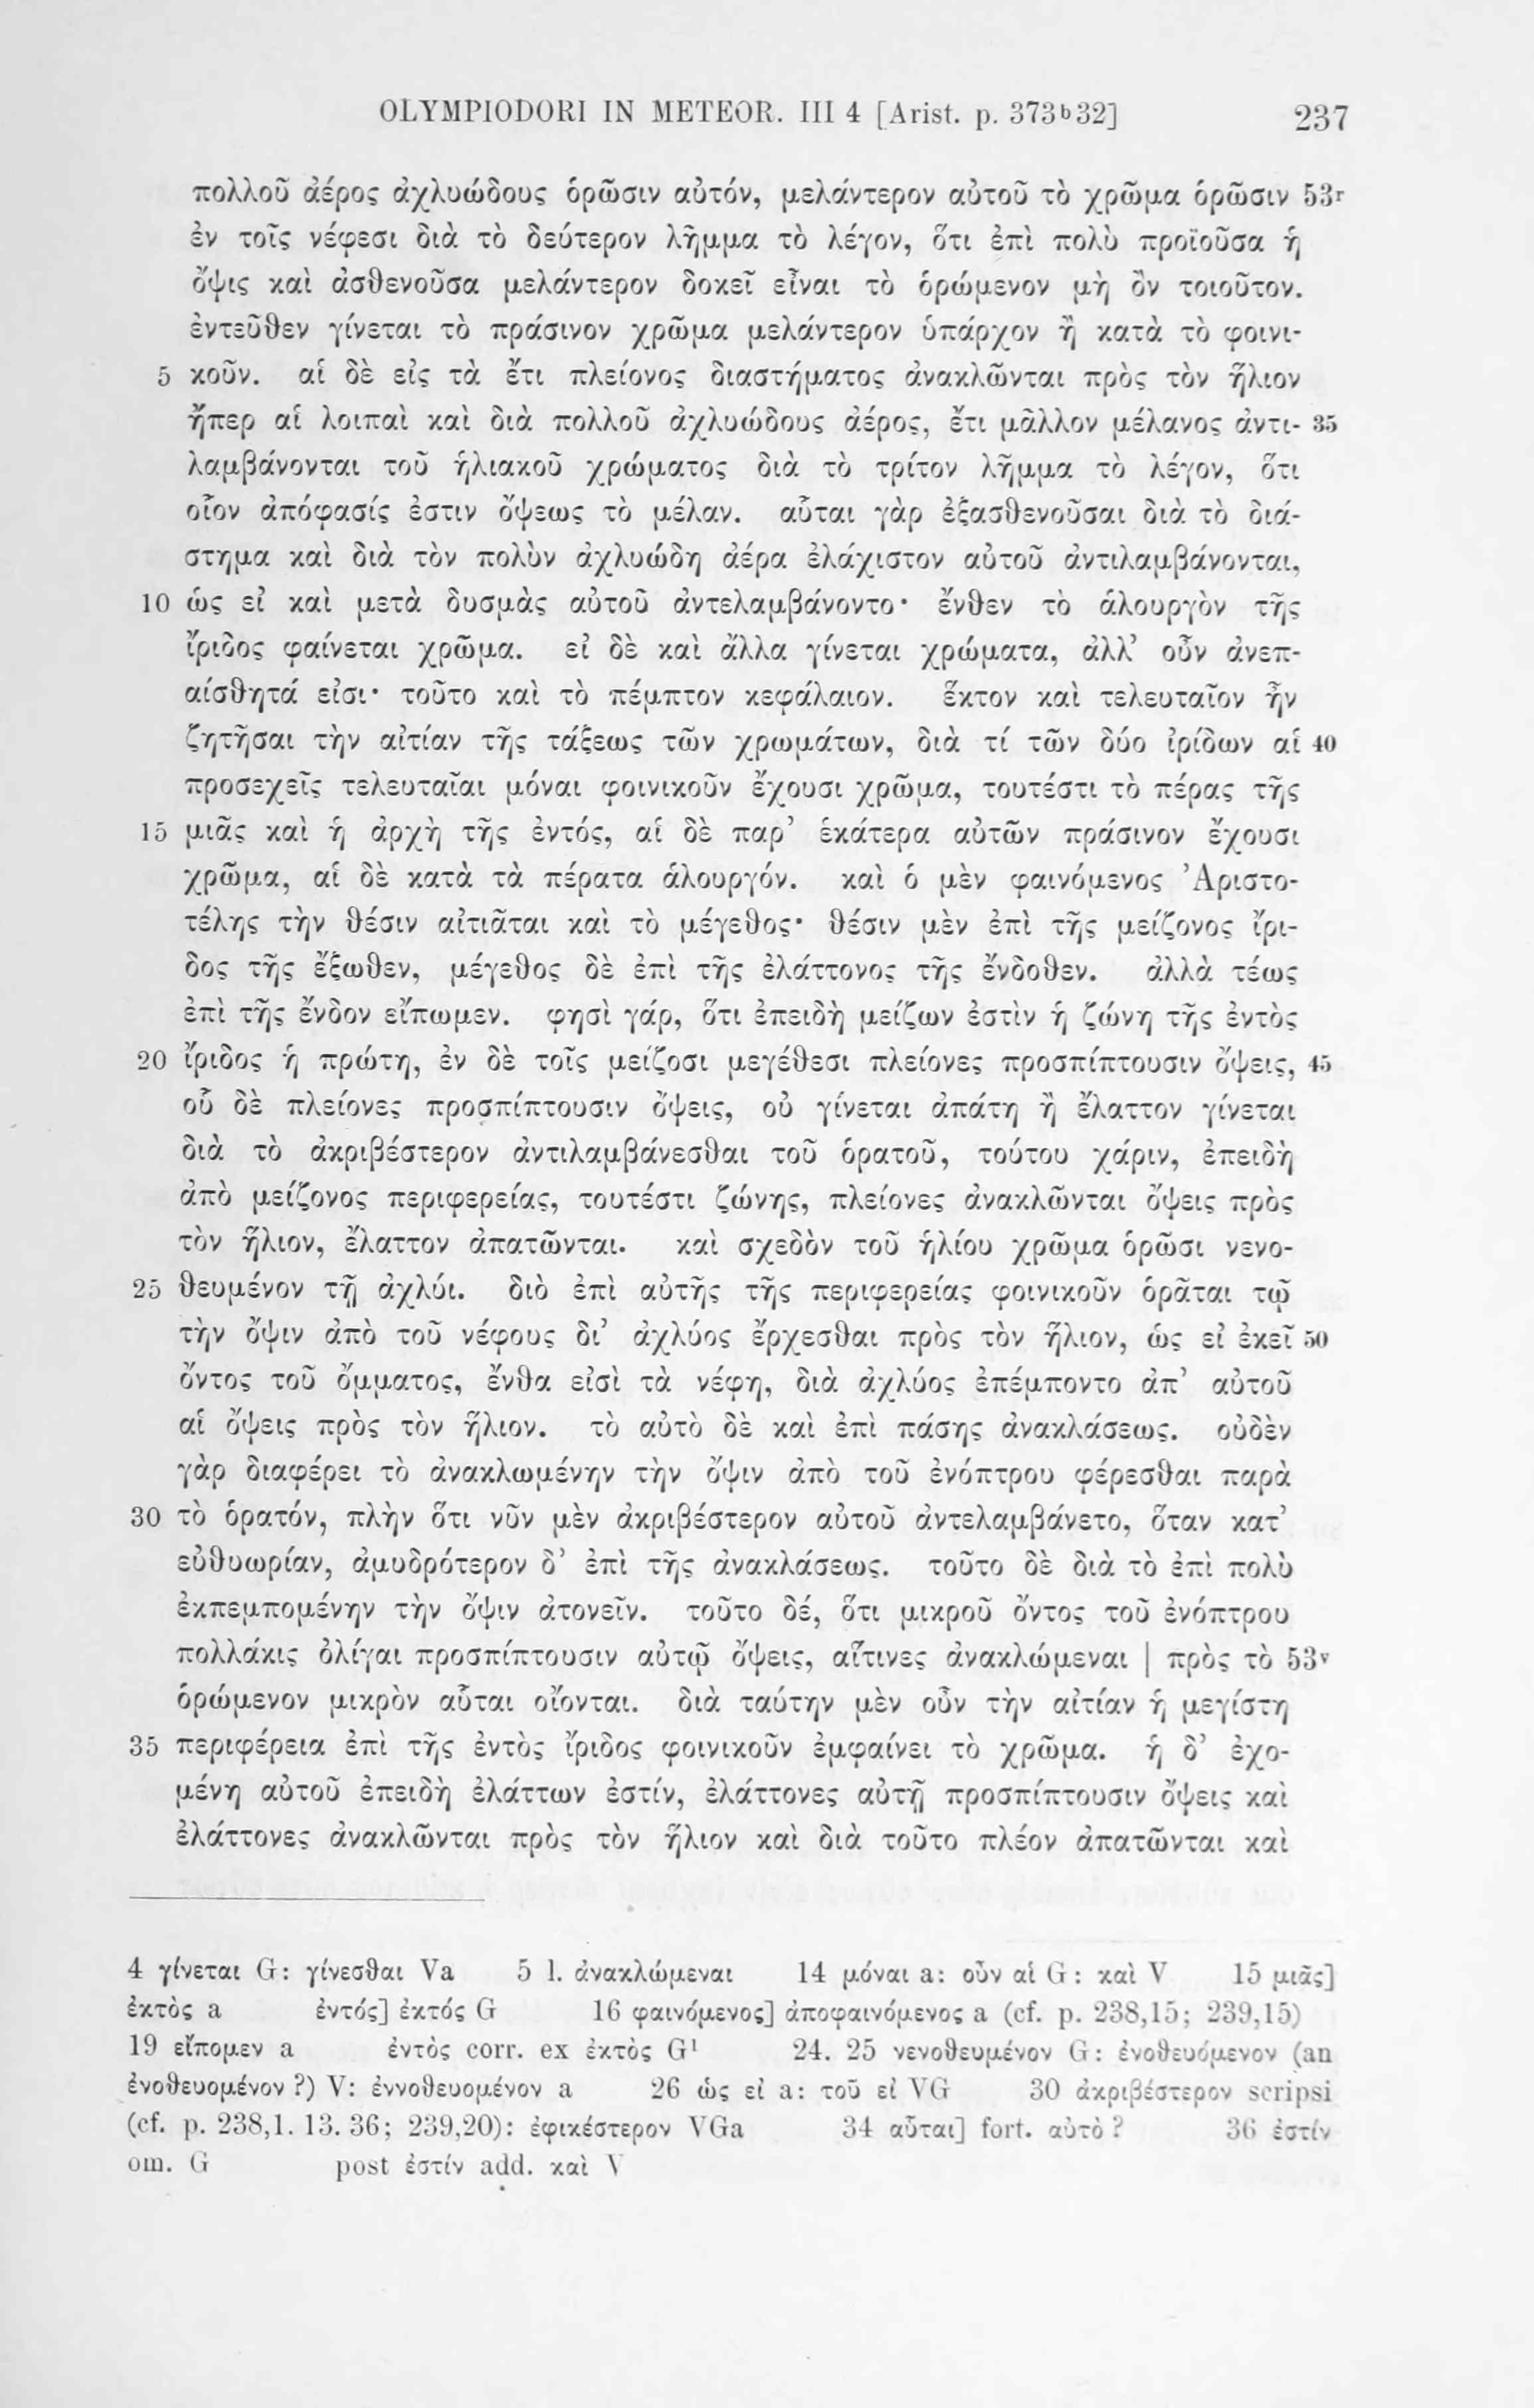 OLYMPIODORI IN METEOR. III 4 [Arist. p. 373b32] 237
πολλοῦ ἀέρος ἀχλυώδους ὁρῶσιν αὐτόν, μελάντερον αὐτοῦ τὸ χρῶμα ὁρῶσιν 53r
ἐν τοῖς νέφεσι διὰ τὸ δεύτερον λῆμμα τὸ λέγον, ὅτι ἐπὶ πολὺ προϊοῦσα ἡ
ὄψις καὶ ἀσθενοῦσα μελάντερον δοκεῖ εἶναι τὸ ὁρώμενον μὴ ὂν τοιοῦτον.
ἐντεῦθεν γίνεται τὸ πράσινον χρῶμα μελάντερον ὑπάρχον ἢ κατὰ τὸ φοινι-
5 κοῦν. αἱ δὲ εἰς τὰ ἔτι πλείονος διαστήματος ἀνακλῶνται πρὸς τὸν ἥλιον
ἤπερ αἱ λοιπαὶ καὶ διὰ πολλοῦ ἀχλυώδους ἀέρος, ἔτι μᾶλλον μέλανος ἀντι- 35
λαμβάνονται τοῦ ἡλιακοῦ χρώματος διὰ τὸ τρίτον λῆμμα τὸ λέγον, ὅτι
οἷον ἀπόφασίς ἐστιν ὄψεως τὸ μέλαν. αὗται γὰρ ἐξασθενοῦσαι διὰ τὸ διά-
στημα καὶ διὰ τὸν πολὺν ἀχλυώδη ἀέρα ἐλάχιστον αὐτοῦ ἀντιλαμβάνονται,
10 ὡς εἰ καὶ μετὰ δυσμὰς αὐτοῦ ἀντελαμβάνοντο· ἔνθεν τὸ ἁλουργὸν τῆς
ἴριδος φαίνεται χρῶμα. εἰ δὲ καὶ ἄλλα γίνεται χρώματα, ἀλλ’ οὖν ἀνεπ-
αίσθητά εἰσι· τοῦτο καὶ τὸ πέμπτον κεφάλαιον. ἕκτον καὶ τελευταῖον ἦν
ζητῆσαι τὴν αἰτίαν τῆς τάξεως τῶν χρωμάτων, διὰ τί τῶν δύο ἰρίδων αἱ 40
προσεχεῖς τελευταῖαι μόναι φοινικοῦν ἔχουσι χρῶμα, τουτέστι τὸ πέρας τῆς
15 μιᾶς καὶ ἡ ἀρχὴ τῆς ἐντός, αἱ δὲ παρ’ ἑκάτερα αὐτῶν πράσινον ἔχουσι
χρῶμα, αἱ δὲ κατὰ τὰ πέρατα ἁλουργόν. καὶ ὁ μὲν φαινόμενος Ἀριστο-
τέλης τὴν θέσιν αἰτιᾶται καὶ τὸ μέγεθος· θέσιν μὲν ἐπὶ τῆς μείζονος ἴρι-
δος τῆς ἔξωθεν, μέγεθος δὲ ἐπὶ τῆς ἐλάττονος τῆς ἔνδοθεν. ἀλλὰ τέως
ἐπὶ τῆς ἔνδον εἴπωμεν. φησὶ γάρ, ὅτι ἐπειδὴ μείζων ἐστὶν ἡ ζώνη τῆς ἐντὸς
20 ἴριδος ἡ πρώτη, ἐν δὲ τοῖς μείζοσι μεγέθεσι πλείονες προσπίπτουσιν ὄψεις, 45
οὗ δὲ πλείονες προσπίπτουσιν ὄψεις, οὐ γίνεται ἀπάτη ἢ ἔλαττον γίνεται
διὰ τὸ ἀκριβέστερον ἀντιλαμβάνεσθαι τοῦ ὁρατοῦ, τούτου χάριν, ἐπειδὴ
ἀπὸ μείζονος περιφερείας, τουτέστι ζώνης, πλείονες ἀνακλῶνται ὄψεις πρὸς
τὸν ἥλιον, ἔλαττον ἀπατῶνται. καὶ σχεδὸν τοῦ ἡλίου χρῶμα ὁρῶσι νενο-
25 θευμένον τῇ ἀχλύι. διὸ ἐπὶ αὐτῆς τῆς περιφερείας φοινικοῦν ὁρᾶται τῷ
τὴν ὄψιν ἀπὸ τοῦ νέφους δι’ ἀχλύος ἔρχεσθαι πρὸς τὸν ἥλιον, ὡς εἰ ἐκεῖ 50
ὄντος τοῦ ὄμματος, ἔνθα εἰσὶ τὰ νέφη, διὰ ἀχλύος ἐπέμποντο ἀπ’ αὐτοῦ
αἱ ὄψεις πρὸς τὸν ἥλιον. τὸ αὐτὸ δὲ καὶ ἐπὶ πάσης ἀνακλάσεως. οὐδὲν
γὰρ διαφέρει τὸ ἀνακλωμένην τὴν ὄψιν ἀπὸ τοῦ ἐνόπτρου φέρεσθαι παρὰ
30 τὸ ὁρατόν, πλὴν ὅτι νῦν μὲν ἀκριβέστερον αὐτοῦ ἀντελαμβάνετο, ὅταν κατ’
εὐθυωρίαν, ἀμυδρότερον δ’ ἐπὶ τῆς ἀνακλάσεως. τοῦτο δὲ διὰ τὸ ἐπὶ πολὺ
ἐκπεμπομένην τὴν ὄψιν ἀτονεῖν. τοῦτο δέ, ὅτι μικροῦ ὄντος τοῦ ἐνόπτρου
πολλάκις ὀλίγαι προσπίπτουσιν αὐτῷ ὄψεις, αἵτινες ἀνακλώμεναι | πρὸς τὸ 53v
ὁρώμενον μικρὸν αὗται οἴονται. διὰ ταύτην μὲν οὖν τὴν αἰτίαν ἡ μεγίστη
35 περιφέρεια ἐπὶ τῆς ἐντὸς ἴριδος φοινικοῦν ἐμφαίνει τὸ χρῶμα. ἡ δ’ ἐχο-
μένη αὐτοῦ ἐπειδὴ ἐλάττων ἐστίν, ἐλάττονες αὐτῇ προσπίπτουσιν ὄψεις καὶ
ἐλάττονες ἀνακλῶνται πρὸς τὸν ἥλιον καὶ διὰ τοῦτο πλέον ἀπατῶνται καὶ
4 γίνεται G: γίνεσθαι Va 5 l. ἀνακλώμεναι 14 μόναι a: οὖν αἱ G: καὶ V 15 μιᾶς]
ἐκτὸς a ἐντός] ἐκτός G 16 φαινόμενος] ἀποφαινόμενος a (cf. p. 238,15; 239,15)
19 εἴπομεν a ἐντὸς corr. ex ἐκτὸς G1 24. 25 νενοθευμένον G: ἐνοθευόμενον (an
ἐνοθευομένον?) V: ἐννοθευομένον a 26 ὡς εἰ a: τοῦ εἰ VG 30 ἀκριβέστερον scripsi
(cf. p. 238,1. 13. 36; 239,20): ἐφικέστερον VGa 34 αὗται] fort. αὐτὸ? 36 ἐστίν
om. G post ἐστίν add. καὶ V